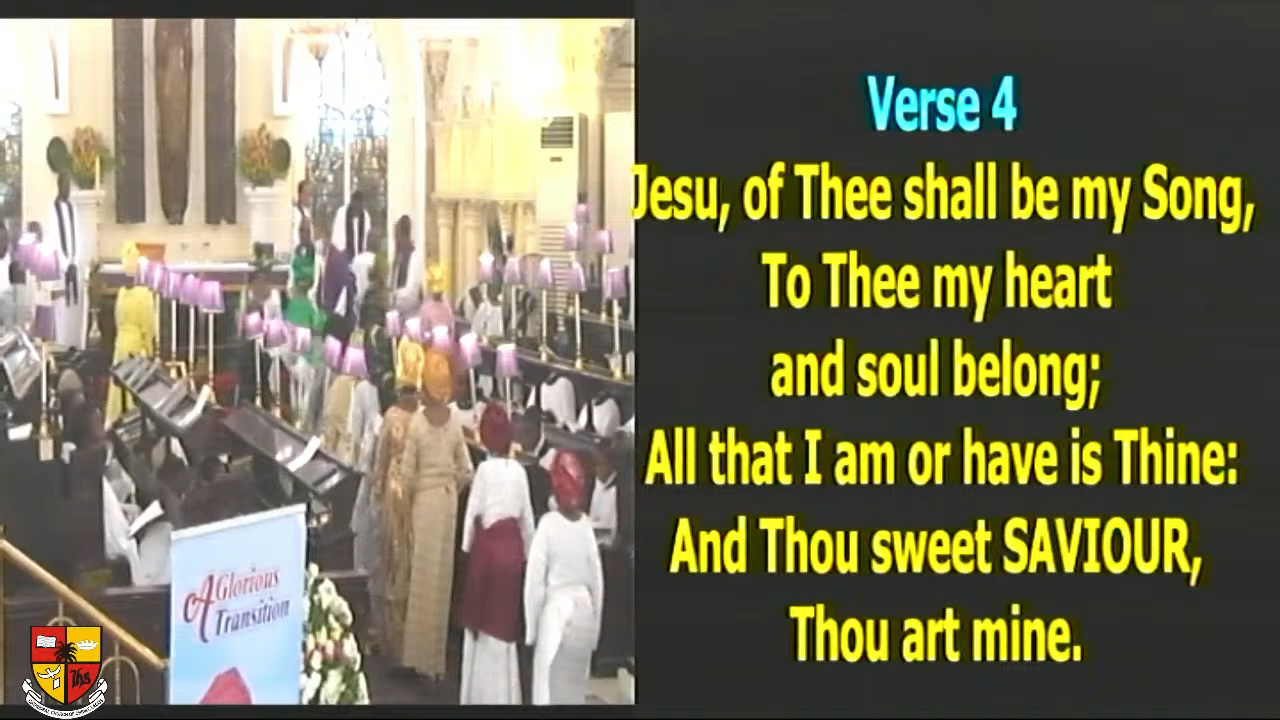 Verse 4
Jesu, of Thee shall be my Song,
To Thee my heart
and soul belong;
All that I am or have is Thine:
And Thou sweet SAVIOUR,
Thou art mine.
A Glorious
Transition
Ihs